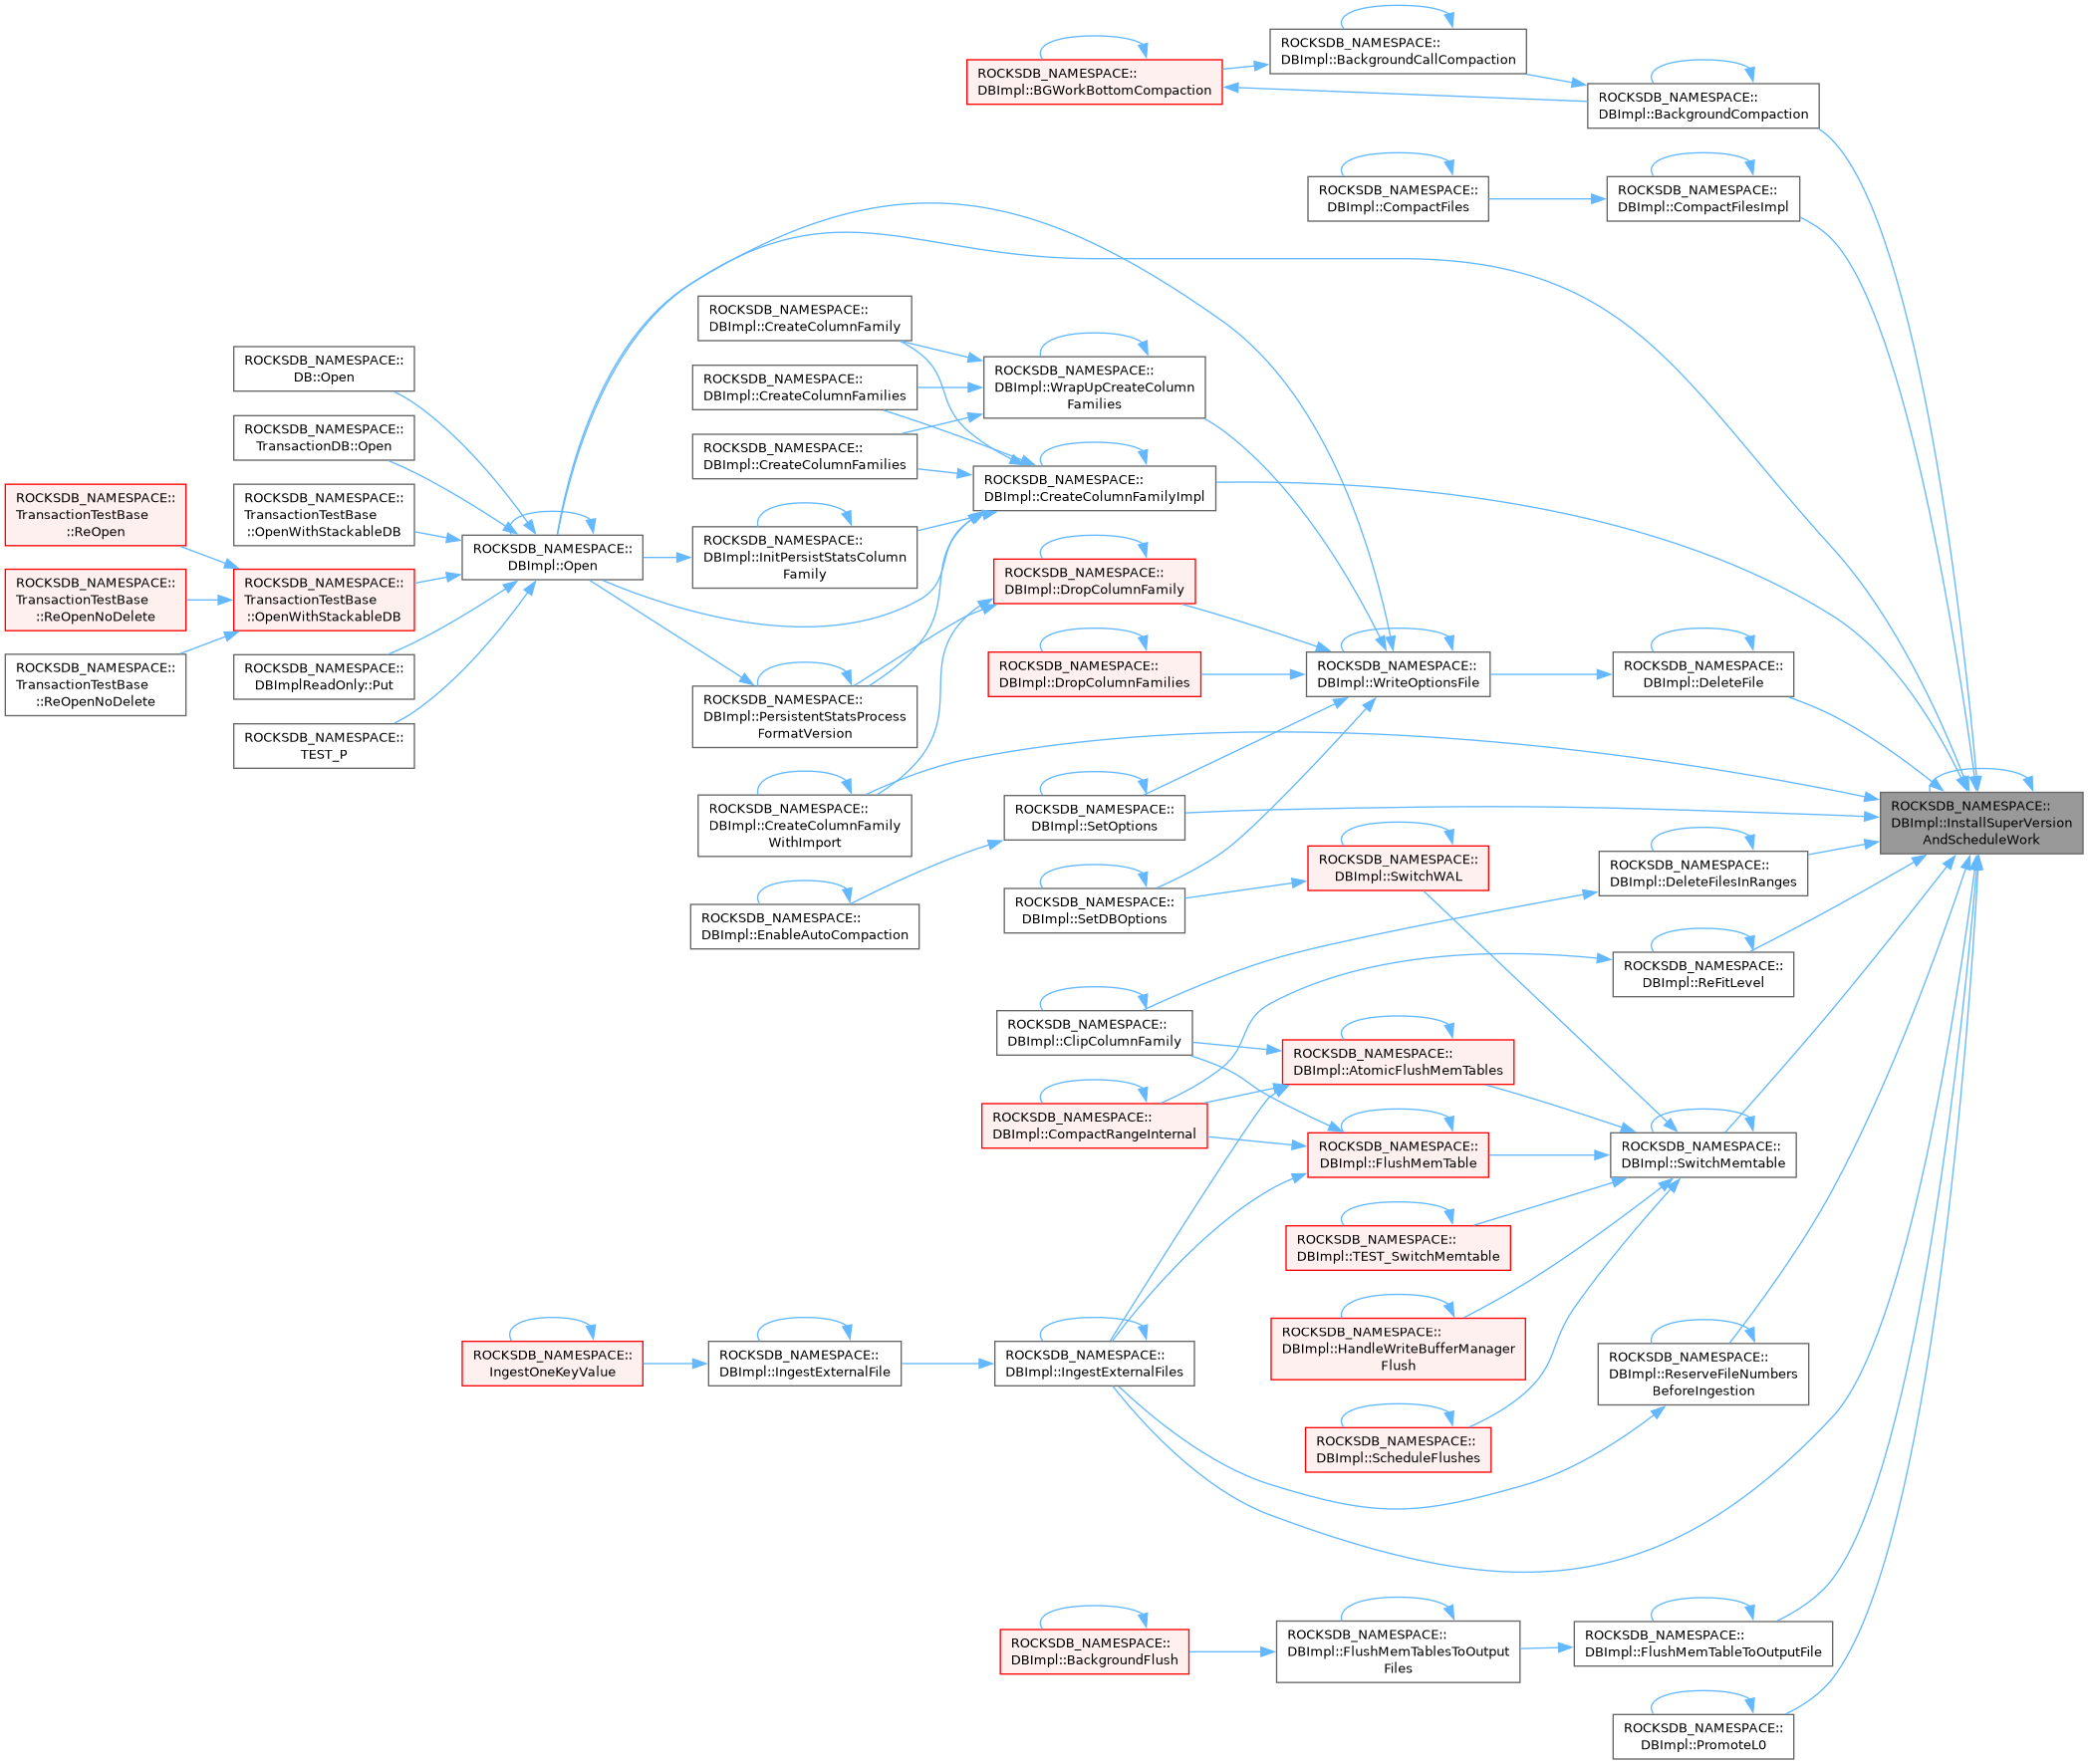 ROCKSDB_NAMESPACE::
DBImpl::BackgroundCallCompaction
ROCKSDB_NAMESPACE::
DBImpl::BGWorkBottomCompaction
ROCKSDB_NAMESPACE::
DBImpl::BackgroundCompaction
ROCKSDB_NAMESPACE::
DBImpl::CompactFiles
ROCKSDB_NAMESPACE::
DBImpl::CompactFilesImpl
ROCKSDB_NAMESPACE::
DBImpl::CreateColumnFamily
ROCKSDB_NAMESPACE::
DB::Open
ROCKSDB_NAMESPACE::
DBImpl::CreateColumnFamilies
ROCKSDB_NAMESPACE::
DBImpl::WrapUpCreateColumn
Families
ROCKSDB_NAMESPACE::
TransactionDB::Open
ROCKSDB_NAMESPACE::
DBImpl::CreateColumnFamilies
ROCKSDB_NAMESPACE::
DBImpl::CreateColumnFamilyImpl
ROCKSDB_NAMESPACE::
TransactionTestBase
::ReOpen
ROCKSDB_NAMESPACE::
TransactionTestBase
::OpenWithStackableDB
ROCKSDB_NAMESPACE::
DBImpl::Open
ROCKSDB_NAMESPACE::
DBImpl::InitPersistStatsColumn
Family
ROCKSDB_NAMESPACE::
DBImpl::DropColumnFamily
ROCKSDB_NAMESPACE::
TransactionTestBase
::ReOpenNoDelete
ROCKSDB_NAMESPACE::
TransactionTestBase
::OpenWithStackableDB
ROCKSDB_NAMESPACE::
TransactionTestBase
::ReOpenNoDelete
ROCKSDB_NAMESPACE::
DBImplReadOnly::Put
ROCKSDB_NAMESPACE::
DBImpl::DropColumnFamilies
ROCKSDB_NAMESPACE::
DBImpl::WriteOptionsFile
ROCKSDB_NAMESPACE::
DBImpl::DeleteFile
ROCKSDB_NAMESPACE::
DBImpl::PersistentStatsProcess
FormatVersion
ROCKSDB_NAMESPACE::
TEST_P
ROCKSDB_NAMESPACE::
DBImpl::CreateColumnFamily
WithImport
ROCKSDB_NAMESPACE::
DBImpl::SetOptions
ROCKSDB_NAMESPACE::
DBImpl::InstallSuperVersion
AndScheduleWork
ROCKSDB_NAMESPACE::
DBImpl::SwitchWAL
ROCKSDB_NAMESPACE::
DBImpl::DeleteFilesInRanges
ROCKSDB_NAMESPACE::
DBImpl::SetDBOptions
ROCKSDB_NAMESPACE::
DBImpl::EnableAutoCompaction
ROCKSDB_NAMESPACE::
DBImpl::ReFitLevel
ROCKSDB_NAMESPACE::
DBImpl::ClipColumnFamily
ROCKSDB_NAMESPACE::
DBImpl::AtomicFlushMemTables
ROCKSDB_NAMESPACE::
DBImpl::CompactRangeInternal
ROCKSDB_NAMESPACE::
DBImpl::FlushMemTable
ROCKSDB_NAMESPACE::
DBImpl::SwitchMemtable
ROCKSDB_NAMESPACE::
DBImpl::TEST_SwitchMemtable
ROCKSDB_NAMESPACE::
DBImpl::HandleWriteBufferManager
Flush
ROCKSDB_NAMESPACE::
IngestOneKeyValue
ROCKSDB_NAMESPACE::
DBImpl::IngestExternalFile
ROCKSDB_NAMESPACE::
DBImpl::IngestExternalFiles
ROCKSDB_NAMESPACE::
DBImpl::ReserveFileNumbers
BeforeIngestion
ROCKSDB_NAMESPACE::
DBImpl::ScheduleFlushes
ROCKSDB_NAMESPACE::
DBImpl::BackgroundFlush
ROCKSDB_NAMESPACE::
DBImpl::FlushMemTablesToOutput
Files
ROCKSDB_NAMESPACE::
DBImpl::FlushMemTableToOutputFile
ROCKSDB_NAMESPACE::
DBImpl::PromoteL0